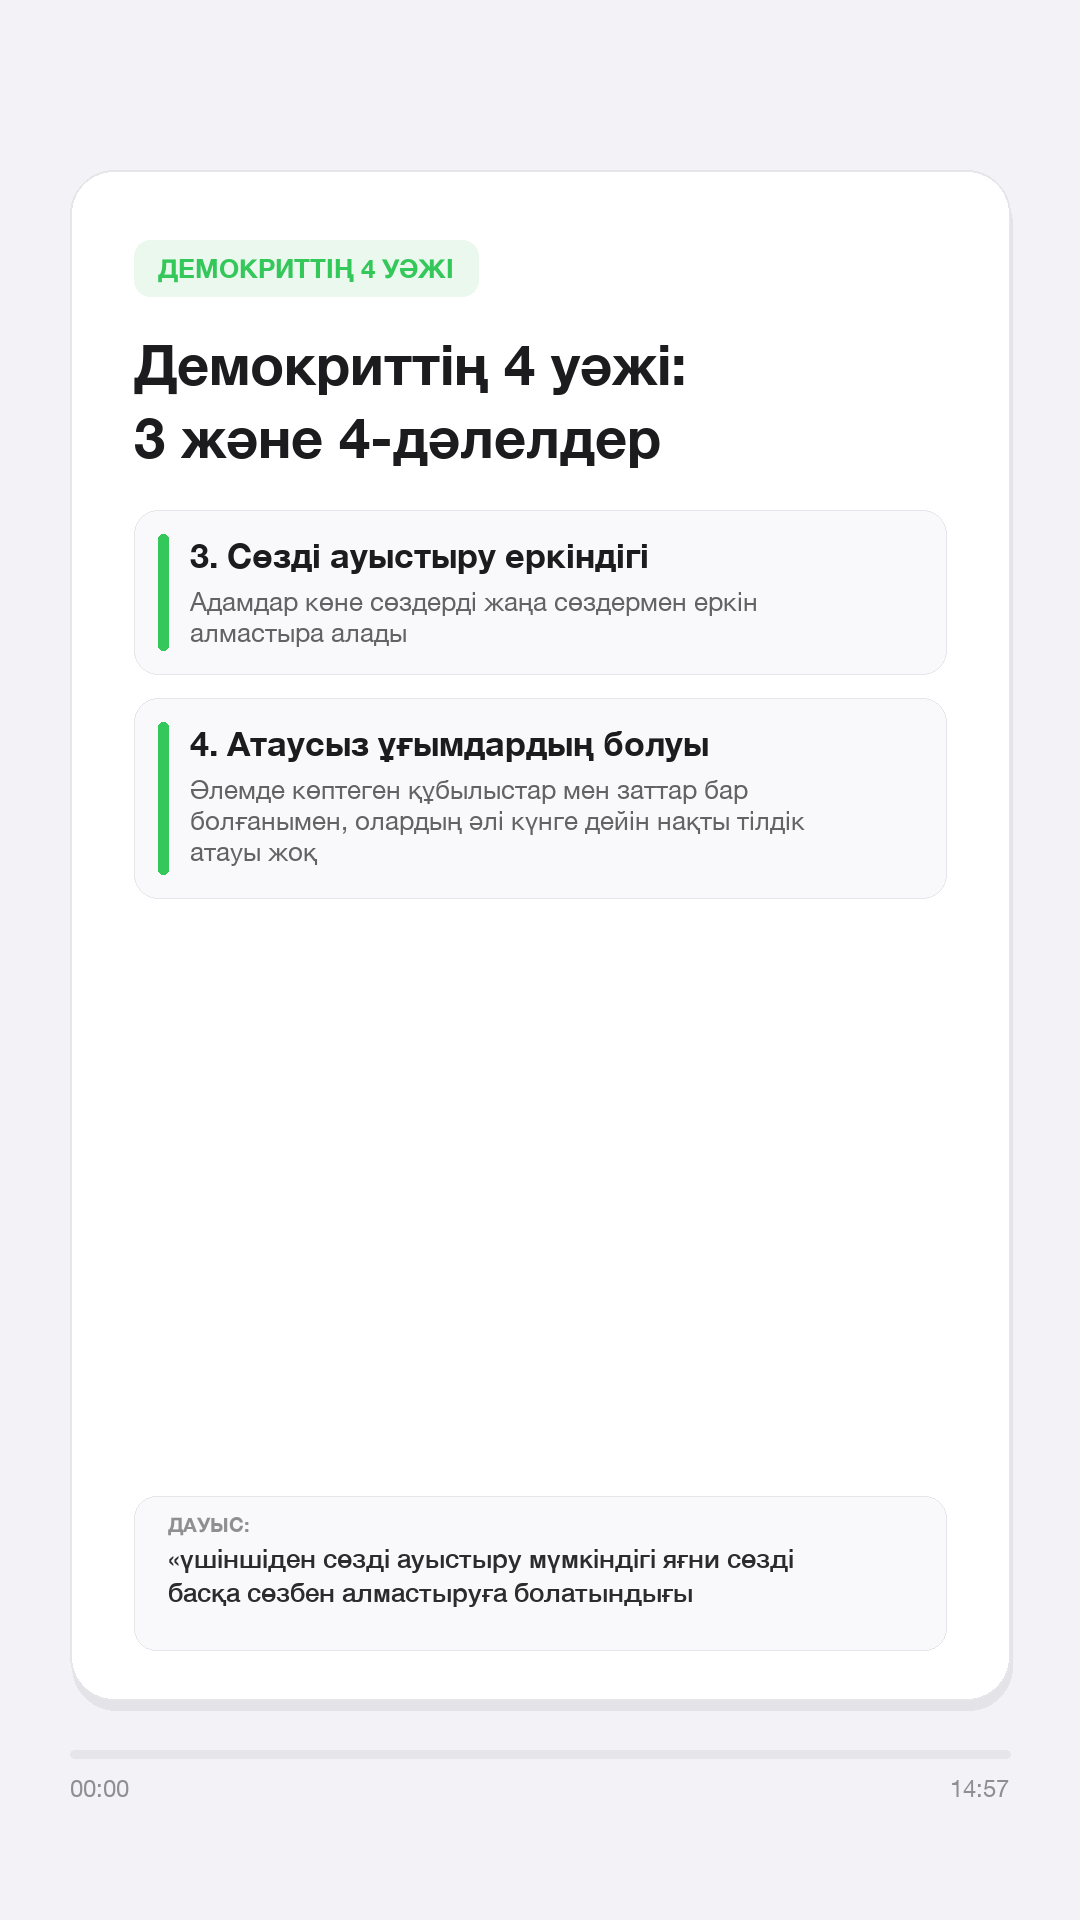 ДЕМОКРИТТІҢ 4 УӘЖІ
Демокриттің 4 уәжі:
3 және 4-дәлелдер
3. Сөзді ауыстыру еркіндігі
Адамдар көне сөздерді жаңа сөздермен еркін
алмастыра алады
4. Атаусыз ұғымдардың болуы
Әлемде көптеген құбылыстар мен заттар бар
болғанымен, олардың әлі күнге дейін нақты тілдік
атауы жоқ
ДАУЫС:
«үшіншіден сөзді ауыстыру мүмкіндігі яғни сөзді
басқа сөзбен алмастыруға болатындығы
00:00
14:57